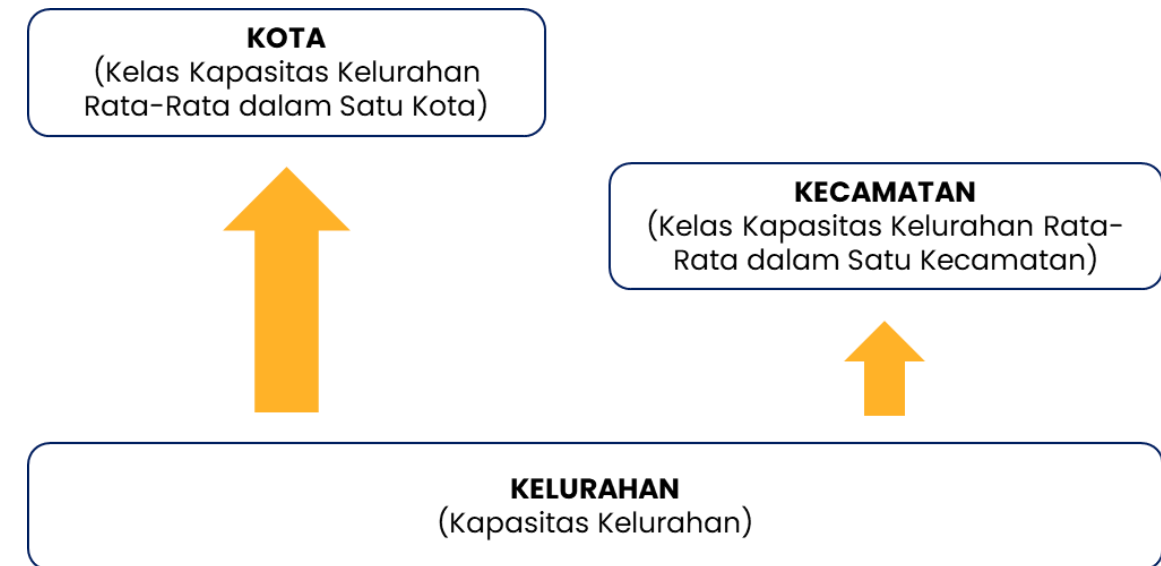 KOTA
(Kelas Kapasitas Kelurahan
Rata-Rata dalam Satu Kota)
KECAMATAN
(Kelas Kapasitas Kelurahan Rata-
Rata dalam Satu Kecamatan)
KELURAHAN
(Kapasitas Kelurahan)